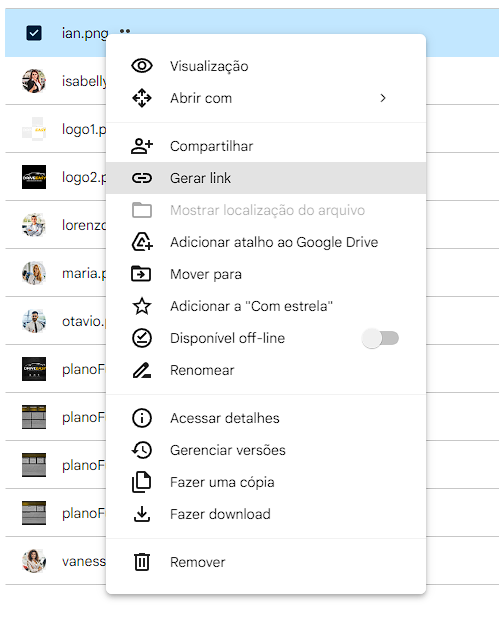 ian.png
Visualização
isabelly
Abrir com
logo1.p
Compartilhar
logo2.p
Gerar link
DRIVEEASY
Mostrar localização do arquivo
lorenzo
Adicionar atalho ao Google Drive
maria.p
Mover para
Adicionar a "Com estrela"
otavio.p
Disponível off-line
planoF
DRIVEEASY
Renomear
planoF
Acessar detalhes
planoF
Gerenciar versões
Fazer uma cópia
planoF
Fazer download
vaness
Remover